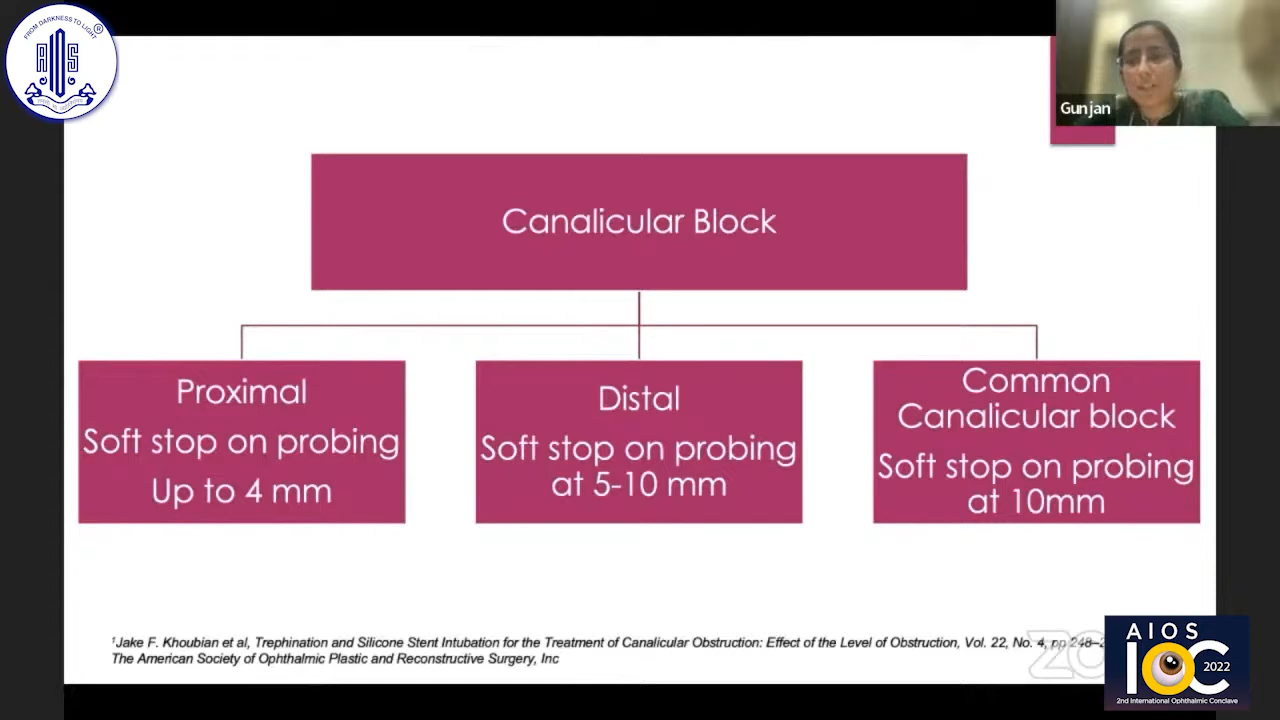 FROM DARKNESS TO LIGHT
®
AIOS
Gunjan
Canalicular Block
Proximal
Soft stop on probing
Up to 4 mm
Distal
Soft stop on probing
at 5-10 mm
Common
Canalicular block
Soft stop on probing
at 10mm
¹Jake F. Khoubian et al, Trephination and Silicone Stent Intubation for the Treatment of Canalicular Obstruction: Effect of the Level of Obstruction, Vol. 22, No. 4, pp 248–
The American Society of Ophthalmic Plastic and Reconstructive Surgery, Inc
AIOS
IOC
2022
2nd International Ophthalmic Conclave